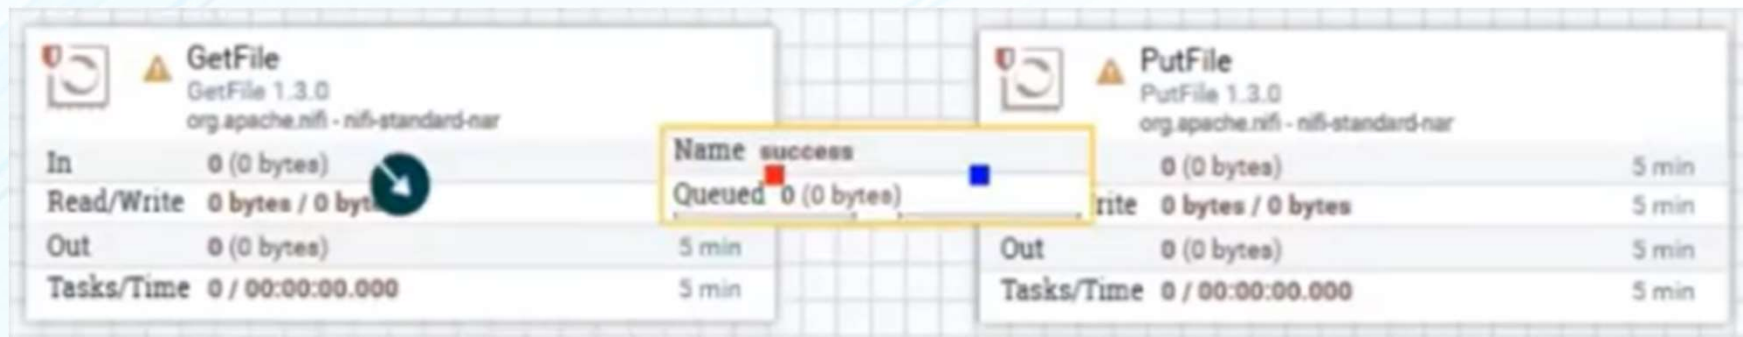 GetFile
GetFile 1.3.0
org.apache.nifi - nifi-standard-nar
In 0 (0 bytes)
Read/Write 0 bytes / 0 byt
Out 0 (0 bytes) 5 min
Tasks/Time 0 / 00:00:00.000 5 min
Name success
Queued 0 (0 bytes)
PutFile
PutFile 1.3.0
org.apache.nifi - nifi-standard-nar
0 (0 bytes) 5 min
rite 0 bytes / 0 bytes 5 min
Out 0 (0 bytes) 5 min
Tasks/Time 0 / 00:00:00.000 5 min